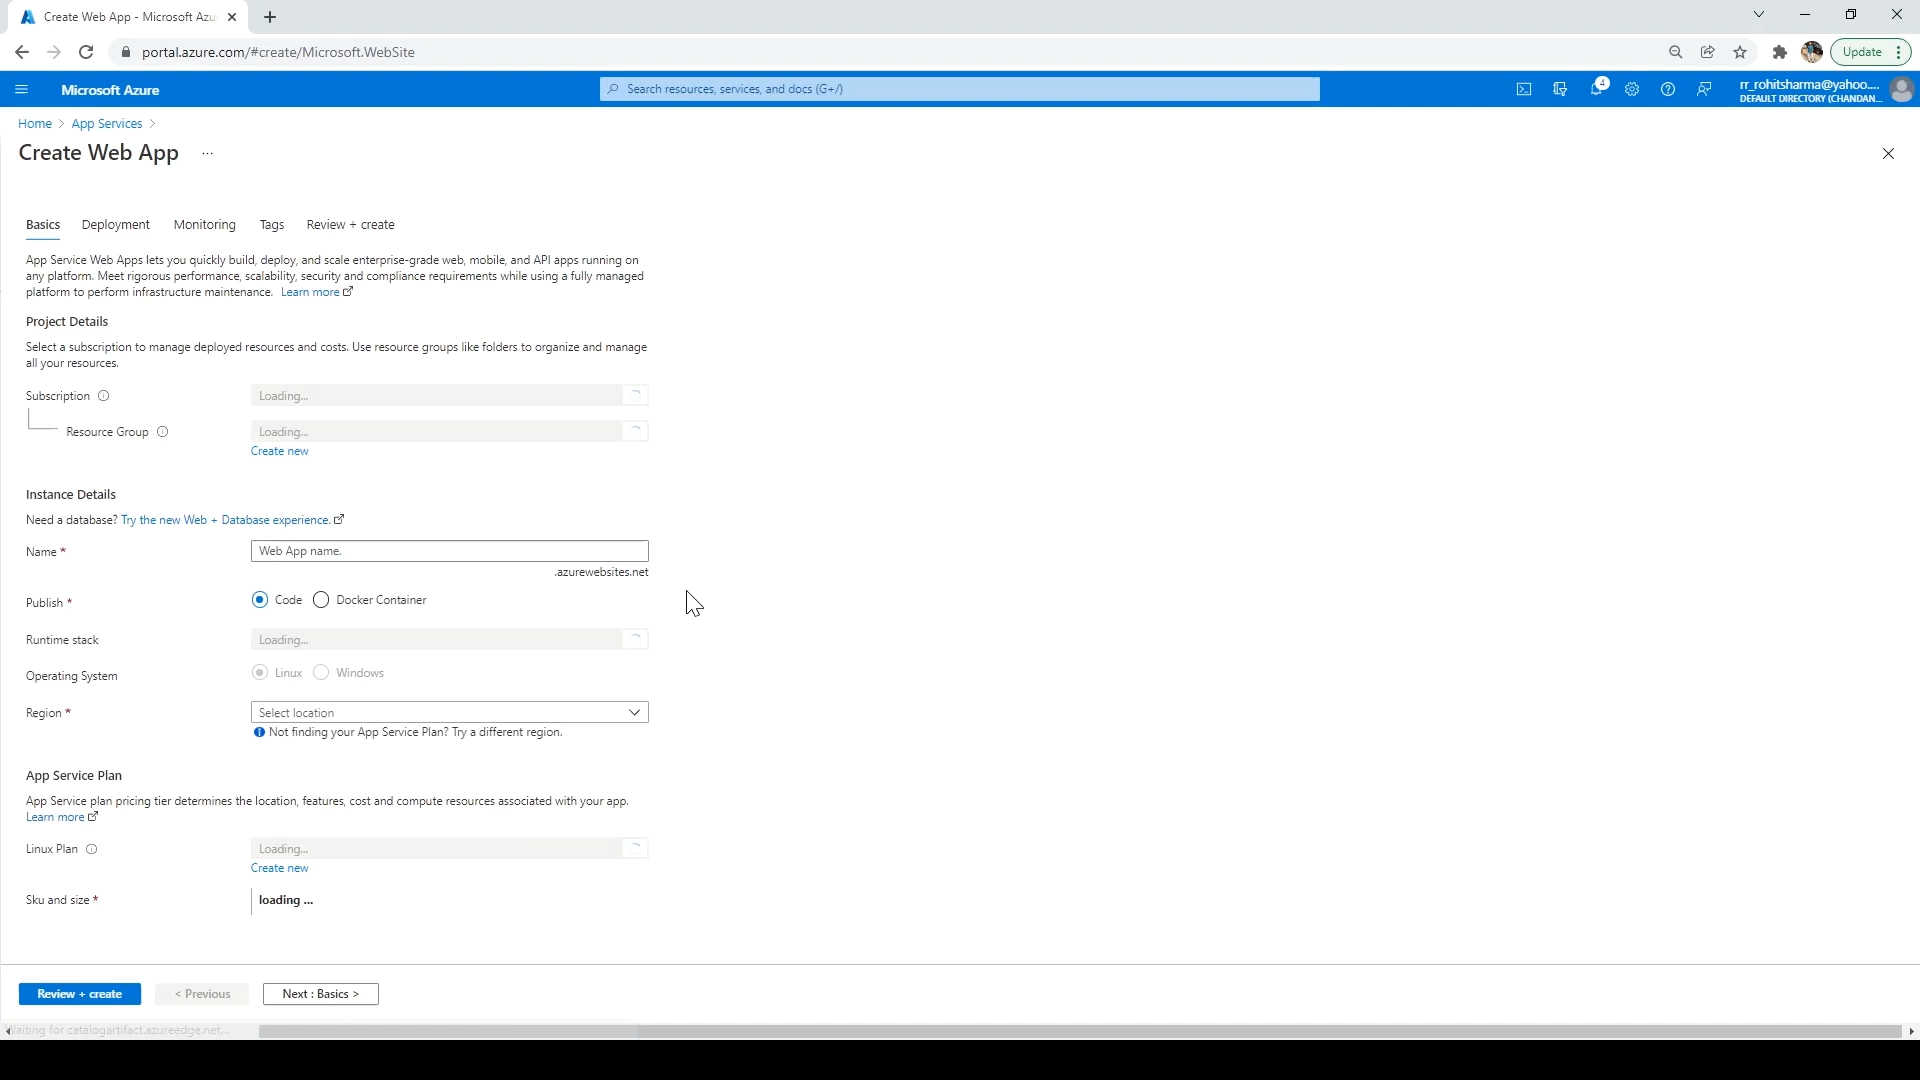 Create Web App - Microsoft Azu
portal.azure.com/#create/Microsoft.WebSite
Update
Microsoft Azure
Search resources, services, and docs (G+/)
4
rr_rohitsharma@yahoo....
DEFAULT DIRECTORY (CHANDAN...
Home > App Services >
Create Web App ...
Basics Deployment Monitoring Tags Review + create
App Service Web Apps lets you quickly build, deploy, and scale enterprise-grade web, mobile, and API apps running on
any platform. Meet rigorous performance, scalability, security and compliance requirements while using a fully managed
platform to perform infrastructure maintenance. Learn more
Project Details
Select a subscription to manage deployed resources and costs. Use resource groups like folders to organize and manage
all your resources.
Subscription Loading...
Resource Group Loading...
Create new
Instance Details
Need a database? Try the new Web + Database experience.
Name * Web App name.
.azurewebsites.net
Publish * Code Docker Container
Runtime stack Loading...
Operating System Linux Windows
Region * Select location
Not finding your App Service Plan? Try a different region.
App Service Plan
App Service plan pricing tier determines the location, features, cost and compute resources associated with your app.
Learn more
Linux Plan Loading...
Create new
Sku and size * loading ...
Review + create < Previous Next : Basics >
Waiting for catalogartifact.azureedge.net...